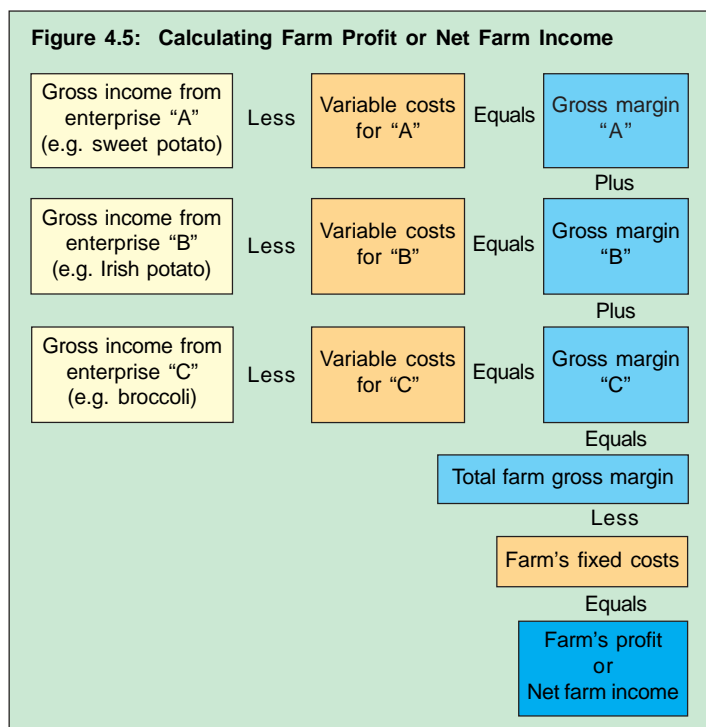 Figure 4.5: Calculating Farm Profit or Net Farm Income
Gross income from
enterprise “A”
(e.g. sweet potato)
Less
Variable costs
for “A”
Equals
Gross margin
“A”
Plus
Gross income from
enterprise “B”
(e.g. Irish potato)
Less
Variable costs
for “B”
Equals
Gross margin
“B”
Plus
Gross income from
enterprise “C”
(e.g. broccoli)
Less
Variable costs
for “C”
Equals
Gross margin
“C”
Equals
Total farm gross margin
Less
Farm's fixed costs
Equals
Farm's profit
or
Net farm income